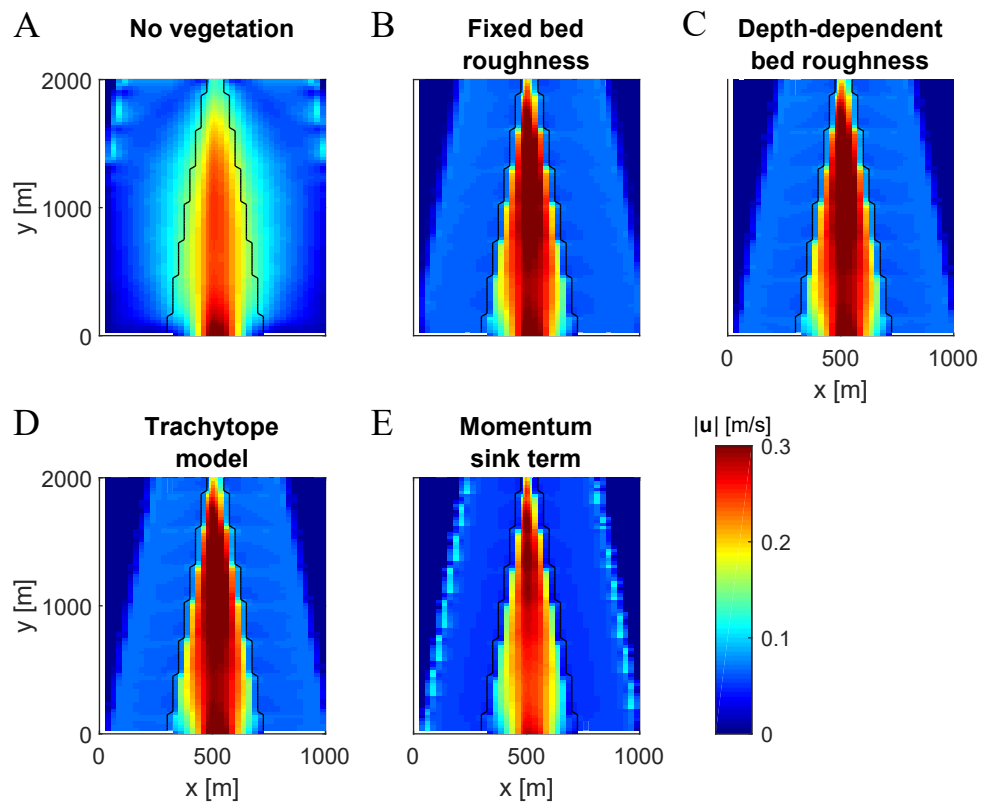 A
No vegetation
B
Fixed bed
roughness
C
Depth-dependent
bed roughness
2000
1000
0
y [m]
0
500
1000
x [m]
D
Trachytope
model
E
Momentum
sink term
|u| [m/s]
2000
1000
0
y [m]
0
500
1000
x [m]
0
500
1000
x [m]
0.3
0.2
0.1
0